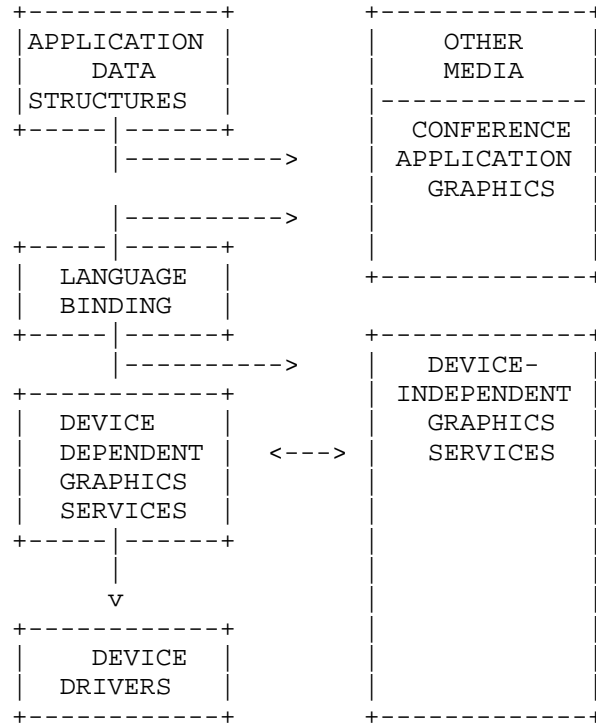 APPLICATION
DATA
STRUCTURES
OTHER
MEDIA
CONFERENCE
APPLICATION
GRAPHICS
LANGUAGE
BINDING
DEVICE
DEPENDENT
GRAPHICS
SERVICES
DEVICE-
INDEPENDENT
GRAPHICS
SERVICES
DEVICE
DRIVERS